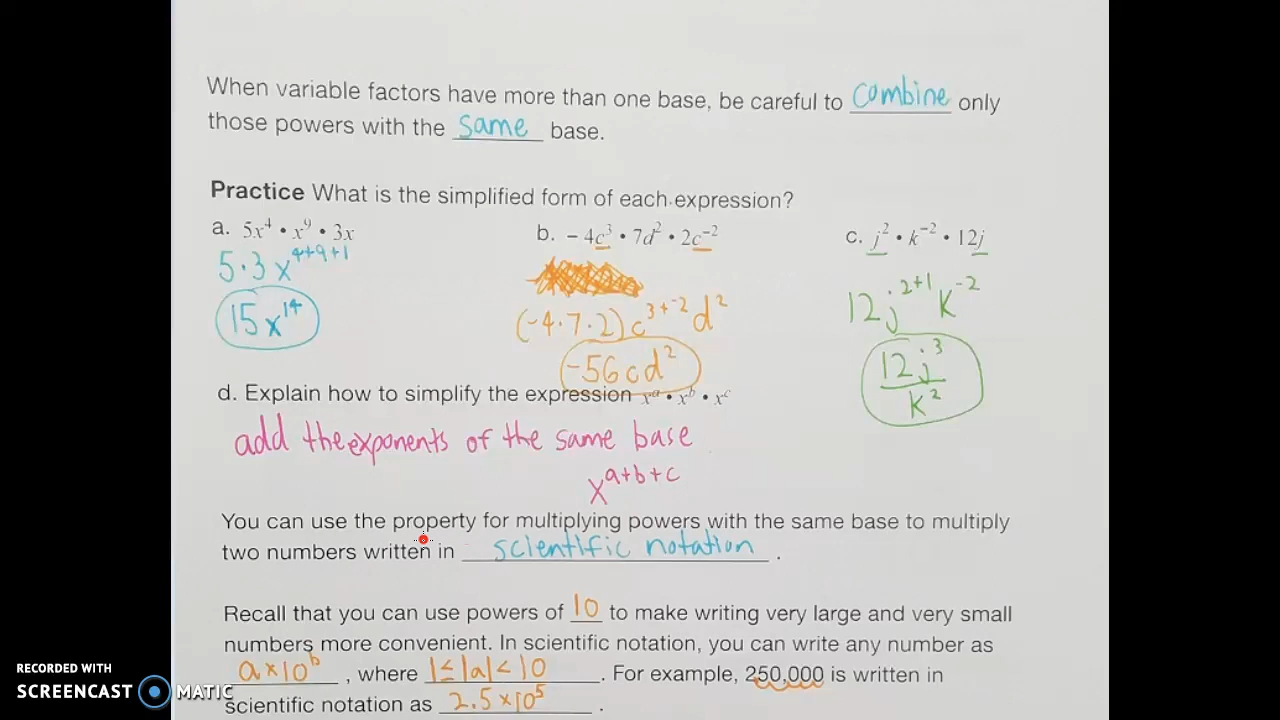 When variable factors have more than one base, be careful to combine only
those powers with the same base.
Practice What is the simplified form of each expression?
a. 5x⁴ • x⁹ • 3x
b. – 4c³ • 7d² • 2c⁻²
c. j² • k⁻² • 12j
5·3 x⁴⁺⁹⁺¹
15x¹⁴
(-4·7·2) c³⁺⁻² d²
-56cd²
12j²⁺¹ k⁻²
12j³
k²
d. Explain how to simplify the expression xᵃ • xᵇ • xᶜ
add the exponents of the same base
xᵃ⁺ᵇ⁺ᶜ
You can use the property for multiplying powers with the same base to multiply
two numbers written in scientific notation .
Recall that you can use powers of 10 to make writing very large and very small
numbers more convenient. In scientific notation, you can write any number as
a×10ᵇ , where 1≤|a|<10 . For example, 250,000 is written in
scientific notation as 2.5×10⁵ .
RECORDED WITH
SCREENCAST MATIC